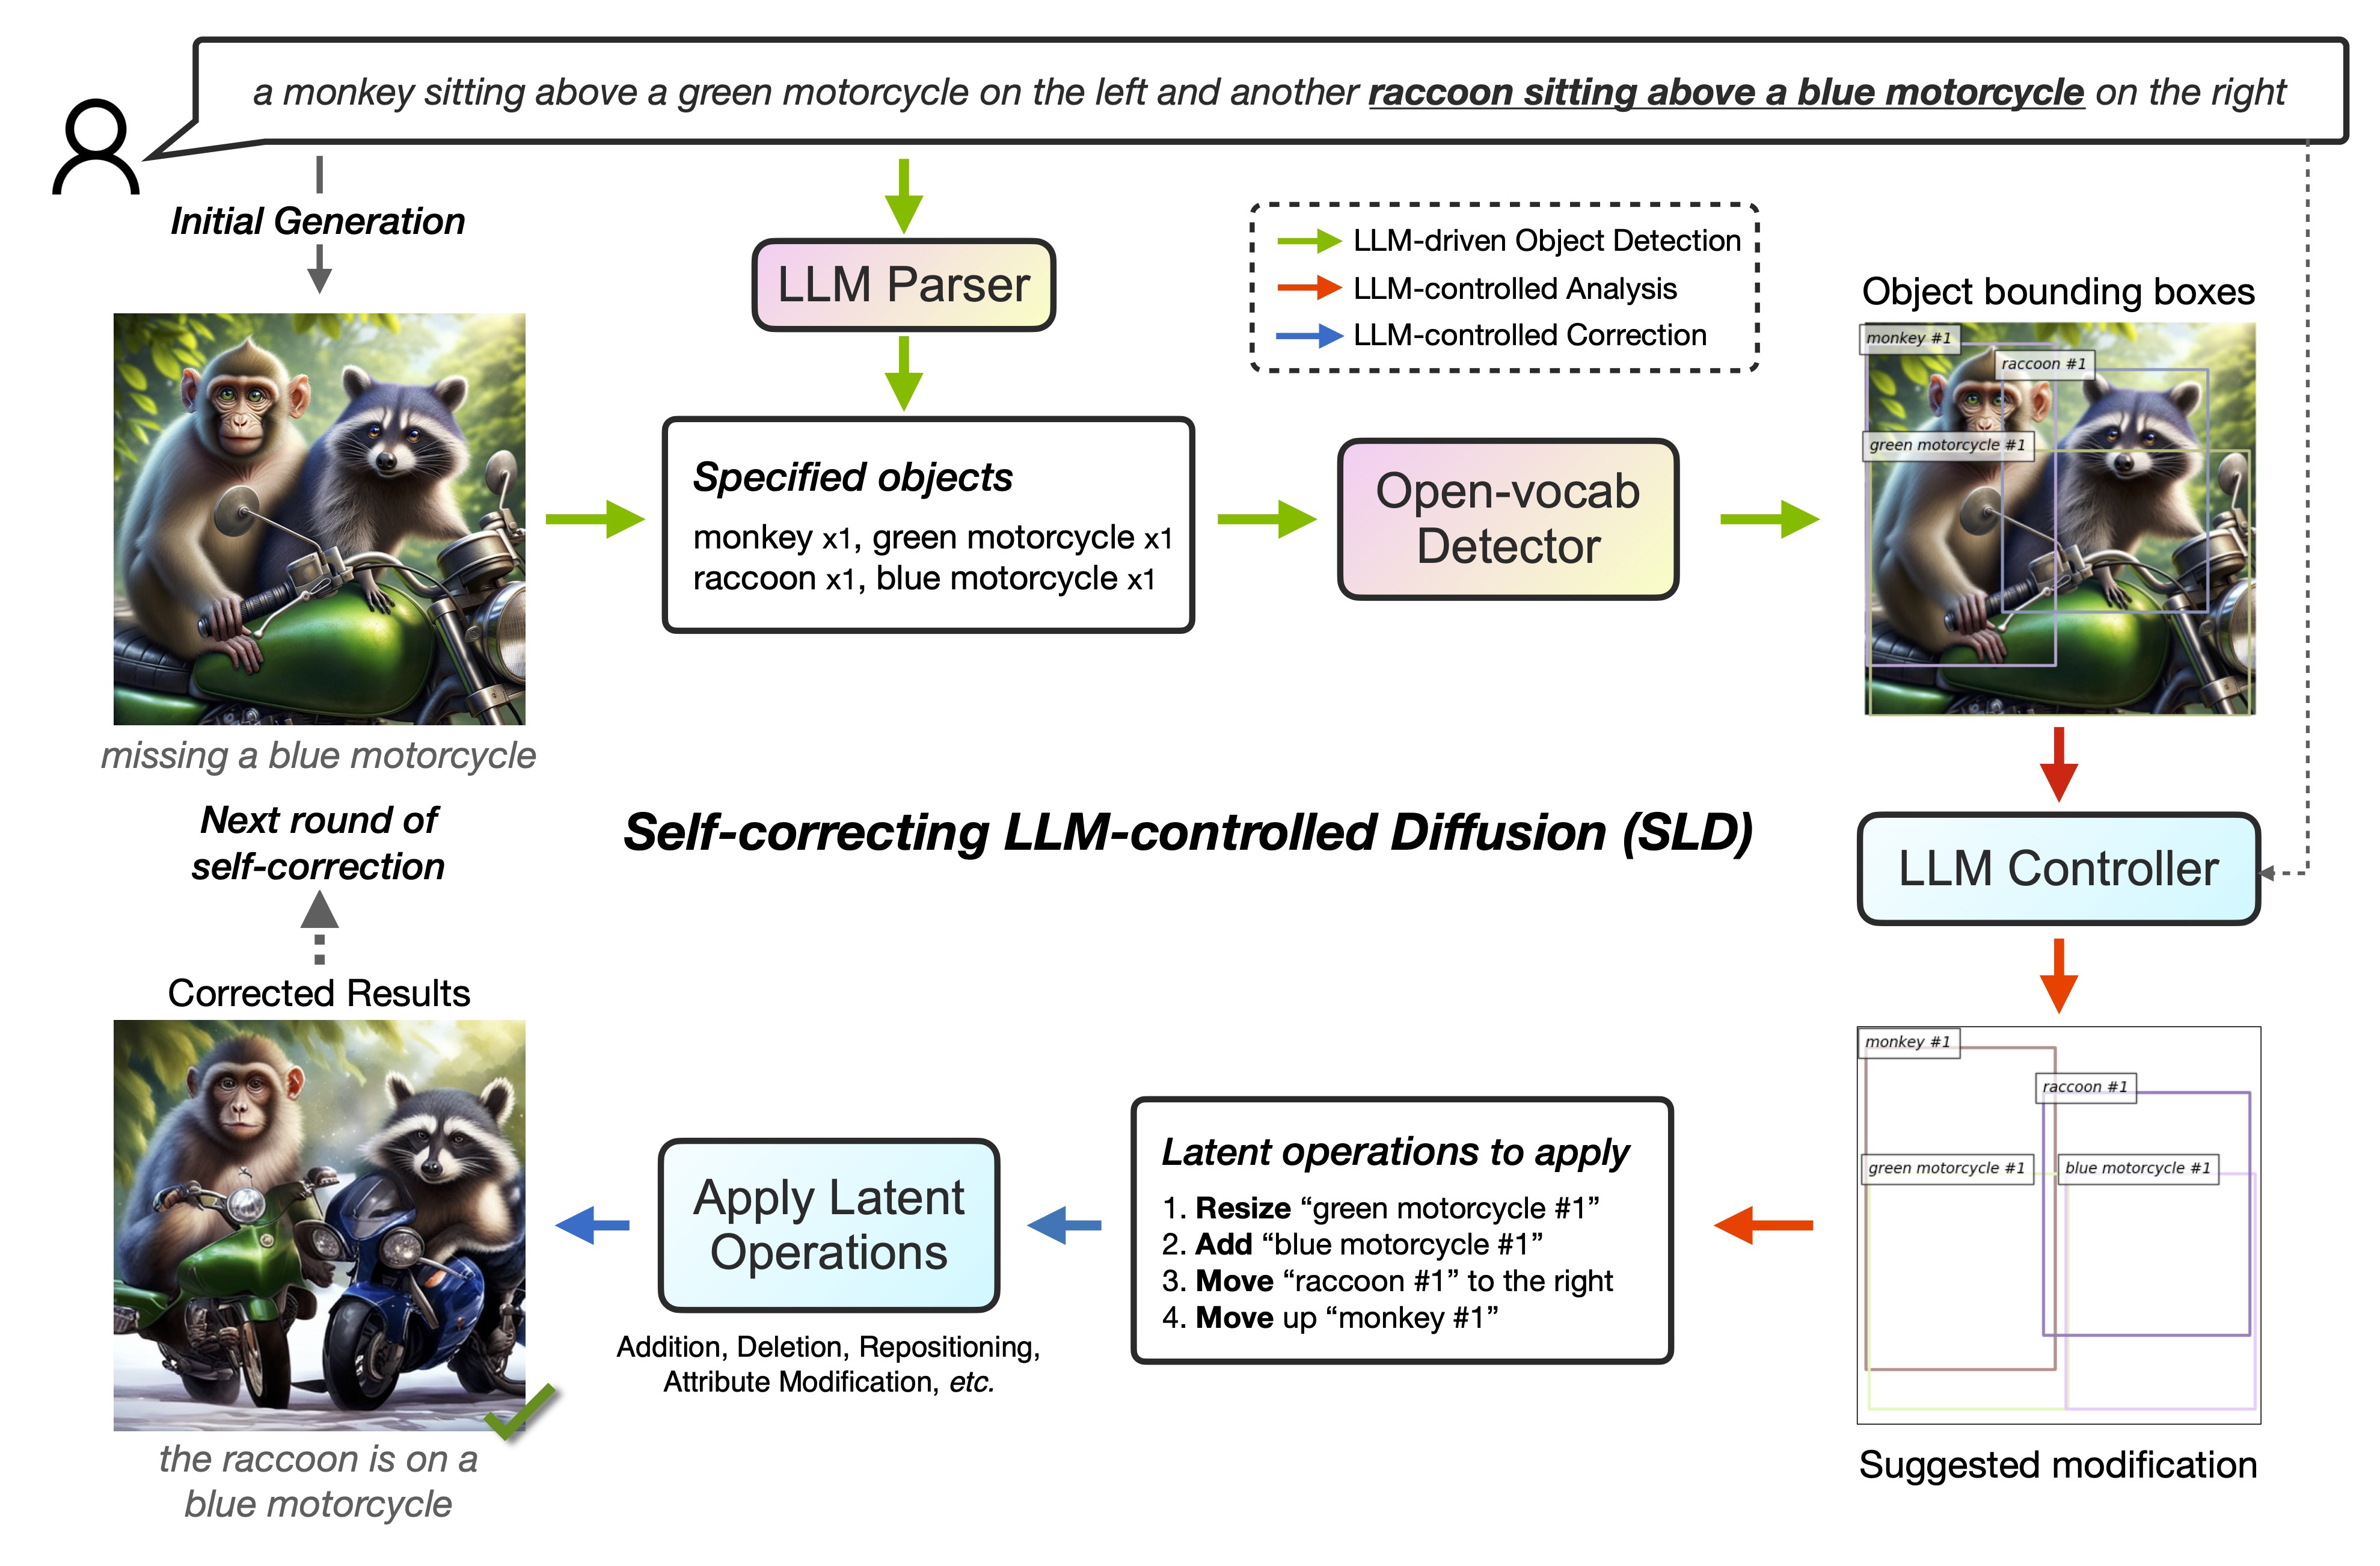 a monkey sitting above a green motorcycle on the left and another raccoon sitting above a blue motorcycle on the right
Initial Generation
LLM Parser
LLM-driven Object Detection
LLM-controlled Analysis
LLM-controlled Correction
Object bounding boxes
monkey #1
raccoon #1
green motorcycle #1
Specified objects
monkey x1, green motorcycle x1
raccoon x1, blue motorcycle x1
Open-vocab
Detector
missing a blue motorcycle
Next round of
self-correction
Self-correcting LLM-controlled Diffusion (SLD)
LLM Controller
Corrected Results
monkey #1
raccoon #1
green motorcycle #1
blue motorcycle #1
Latent operations to apply
1. Resize “green motorcycle #1”
2. Add “blue motorcycle #1”
3. Move “raccoon #1” to the right
4. Move up “monkey #1”
Apply Latent
Operations
Addition, Deletion, Repositioning,
Attribute Modification, etc.
the raccoon is on a
blue motorcycle
Suggested modification